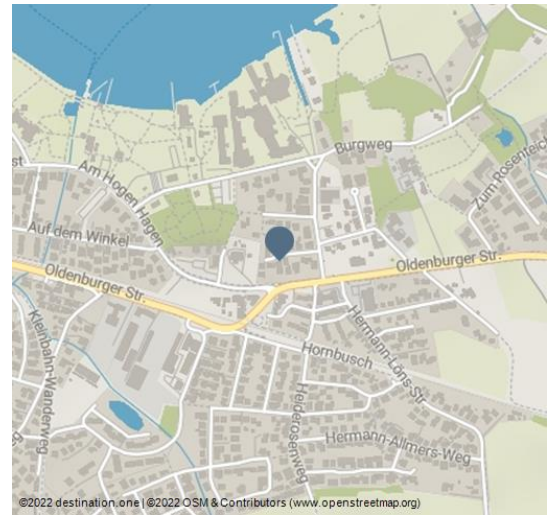 Burgweg
st
Am Hogen Hagen
Zum Rosenteich
Auf dem Winkel
Oldenburger Str.
Oldenburger Str.
Kleinbahn-Wanderweg
Hermann-Löns-Str.
Hornbusch
Heiderosenweg
Hermann-Allmers-Weg
eg
©2022 destination.one | ©2022 OSM & Contributors (www.openstreetmap.org)